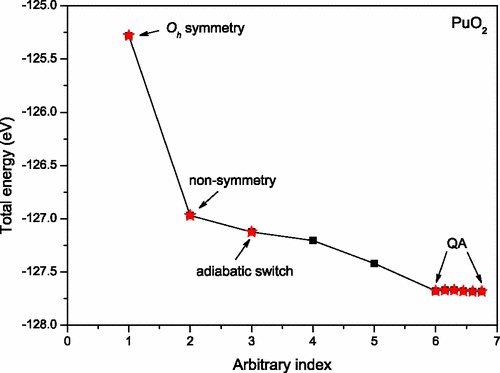 -125.0
PuO2
Oh symmetry
-125.5
-126.0
Total energy (eV)
-126.5
non-symmetry
-127.0
QA
adiabatic switch
-127.5
-128.0
0 1 2 3 4 5 6 7
Arbitrary index